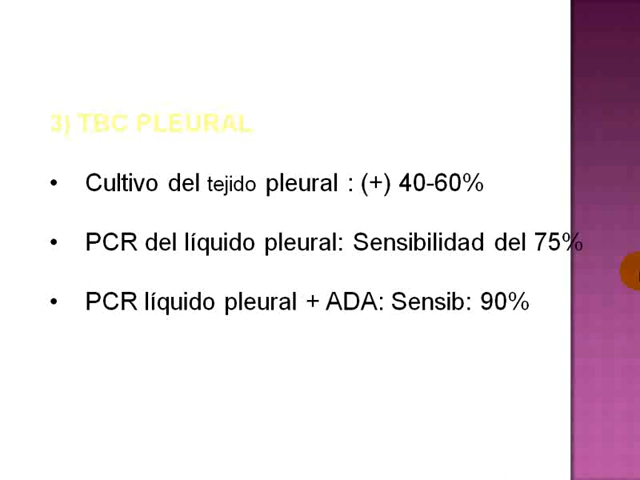 3) TBC PLEURAL
• Cultivo del tejido pleural : (+) 40-60%
• PCR del líquido pleural: Sensibilidad del 75%
• PCR líquido pleural + ADA: Sensib: 90%